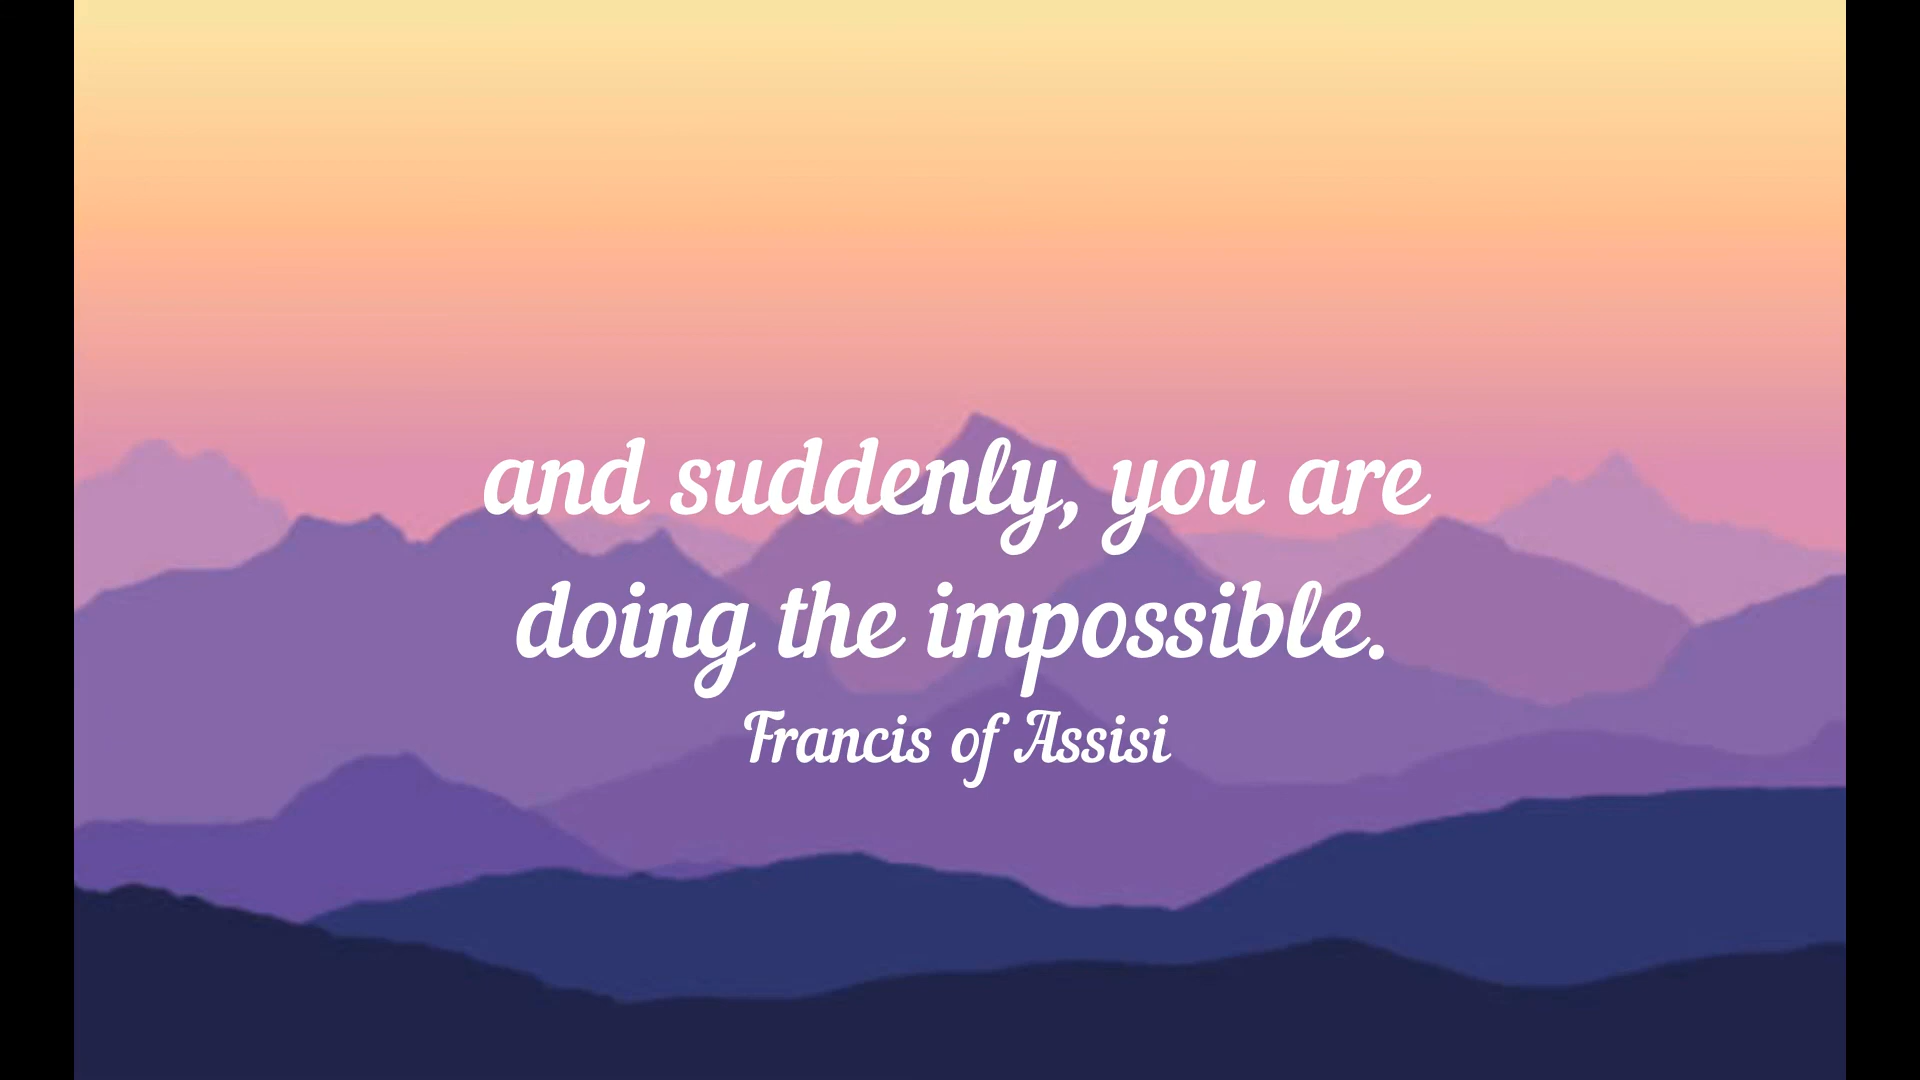 and suddenly, you are
doing the impossible.
Francis of Assisi